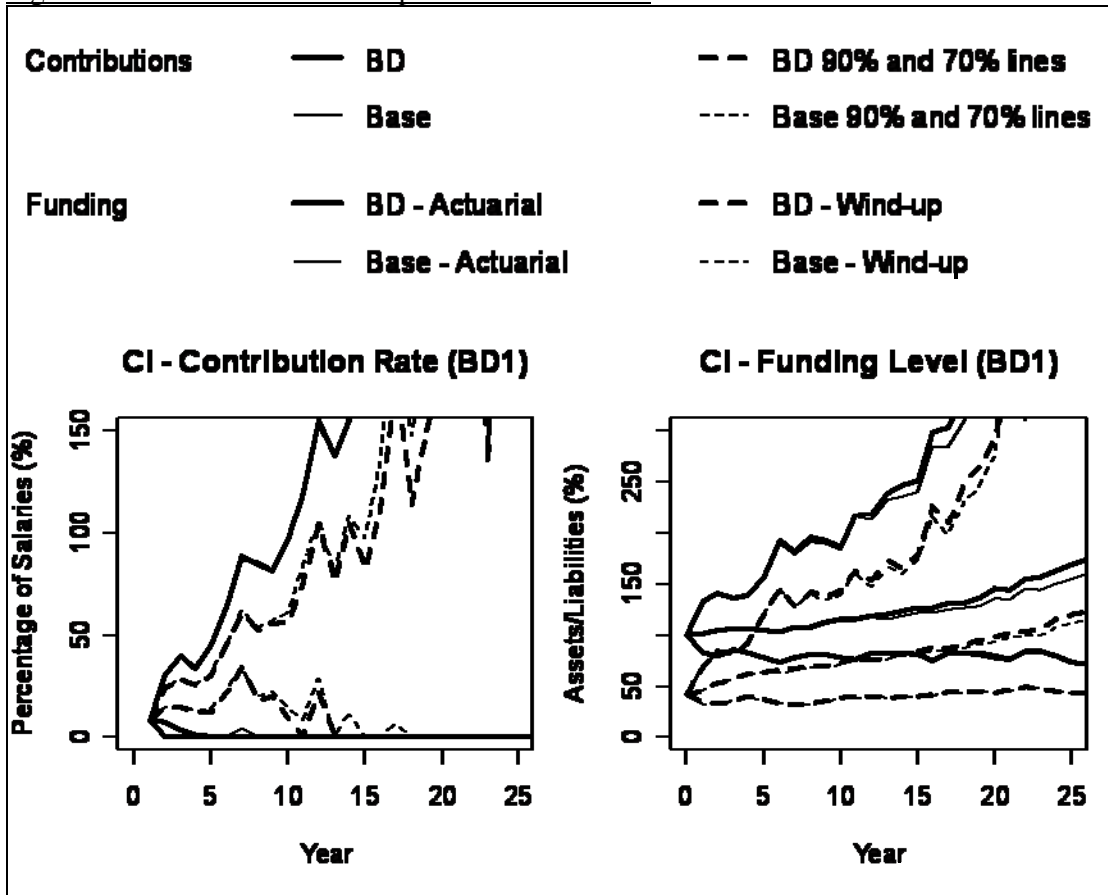 Contributions BD BD 90% and 70% lines
Base Base 90% and 70% lines
Funding BD - Actuarial BD - Wind-up
Base - Actuarial Base - Wind-up
CI - Contribution Rate (BD1)
Percentage of Salaries (%)
150
100
50
0
0 5 10 15 20 25
Year
CI - Funding Level (BD1)
Assets/Liabilities (%)
250
150
50
0
0 5 10 15 20 25
Year